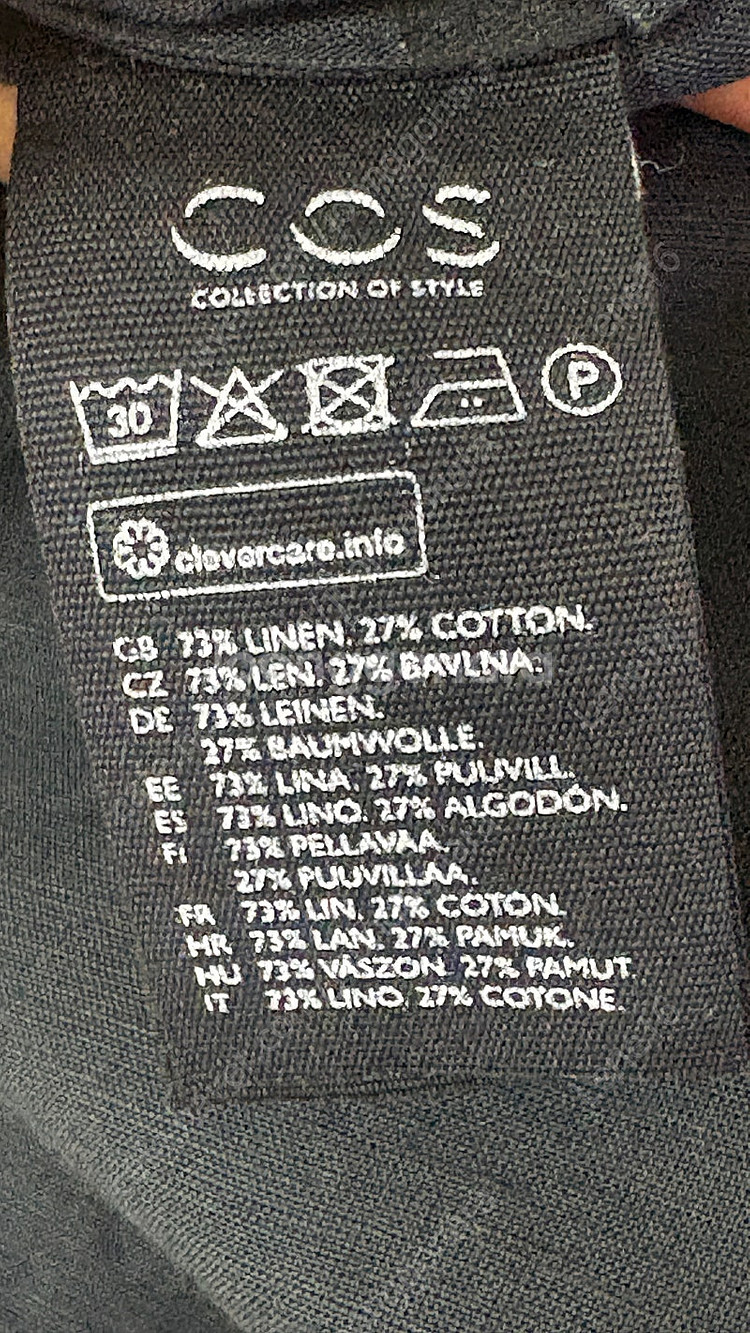 COS
COLLECTION OF STYLE
30 P
clevercare.info
GB 73% LINEN. 27% COTTON.
CZ 73% LEN. 27% BAVLNA.
DE 73% LEINEN.
27% BAUMWOLLE.
EE 73% LINA. 27% PUUVILL.
ES 73% LINO. 27% ALGODÓN.
FI 73% PELLAVAA.
27% PUUVILLAA.
FR 73% LIN. 27% COTON.
HR 73% LAN. 27% PAMUK.
HU 73% VÁSZON. 27% PAMUT.
IT 73% LINO. 27% COTONE.